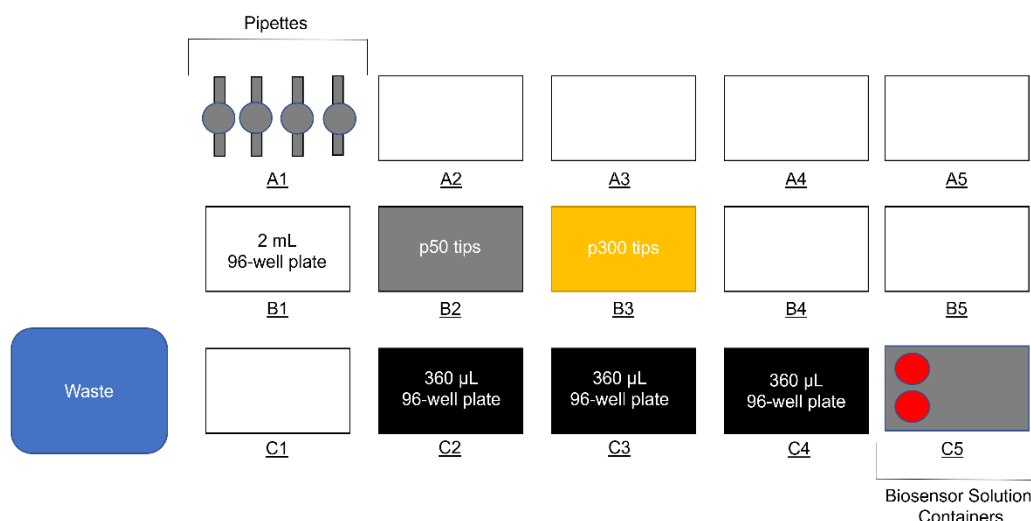 Pipettes
A1
A2
A3
A4
A5
2 mL
96-well plate
p50 tips
p300 tips
B1
B2
B3
B4
B5
Waste
360 µL
96-well plate
360 µL
96-well plate
360 µL
96-well plate
C1
C2
C3
C4
C5
Biosensor Solution
Containers